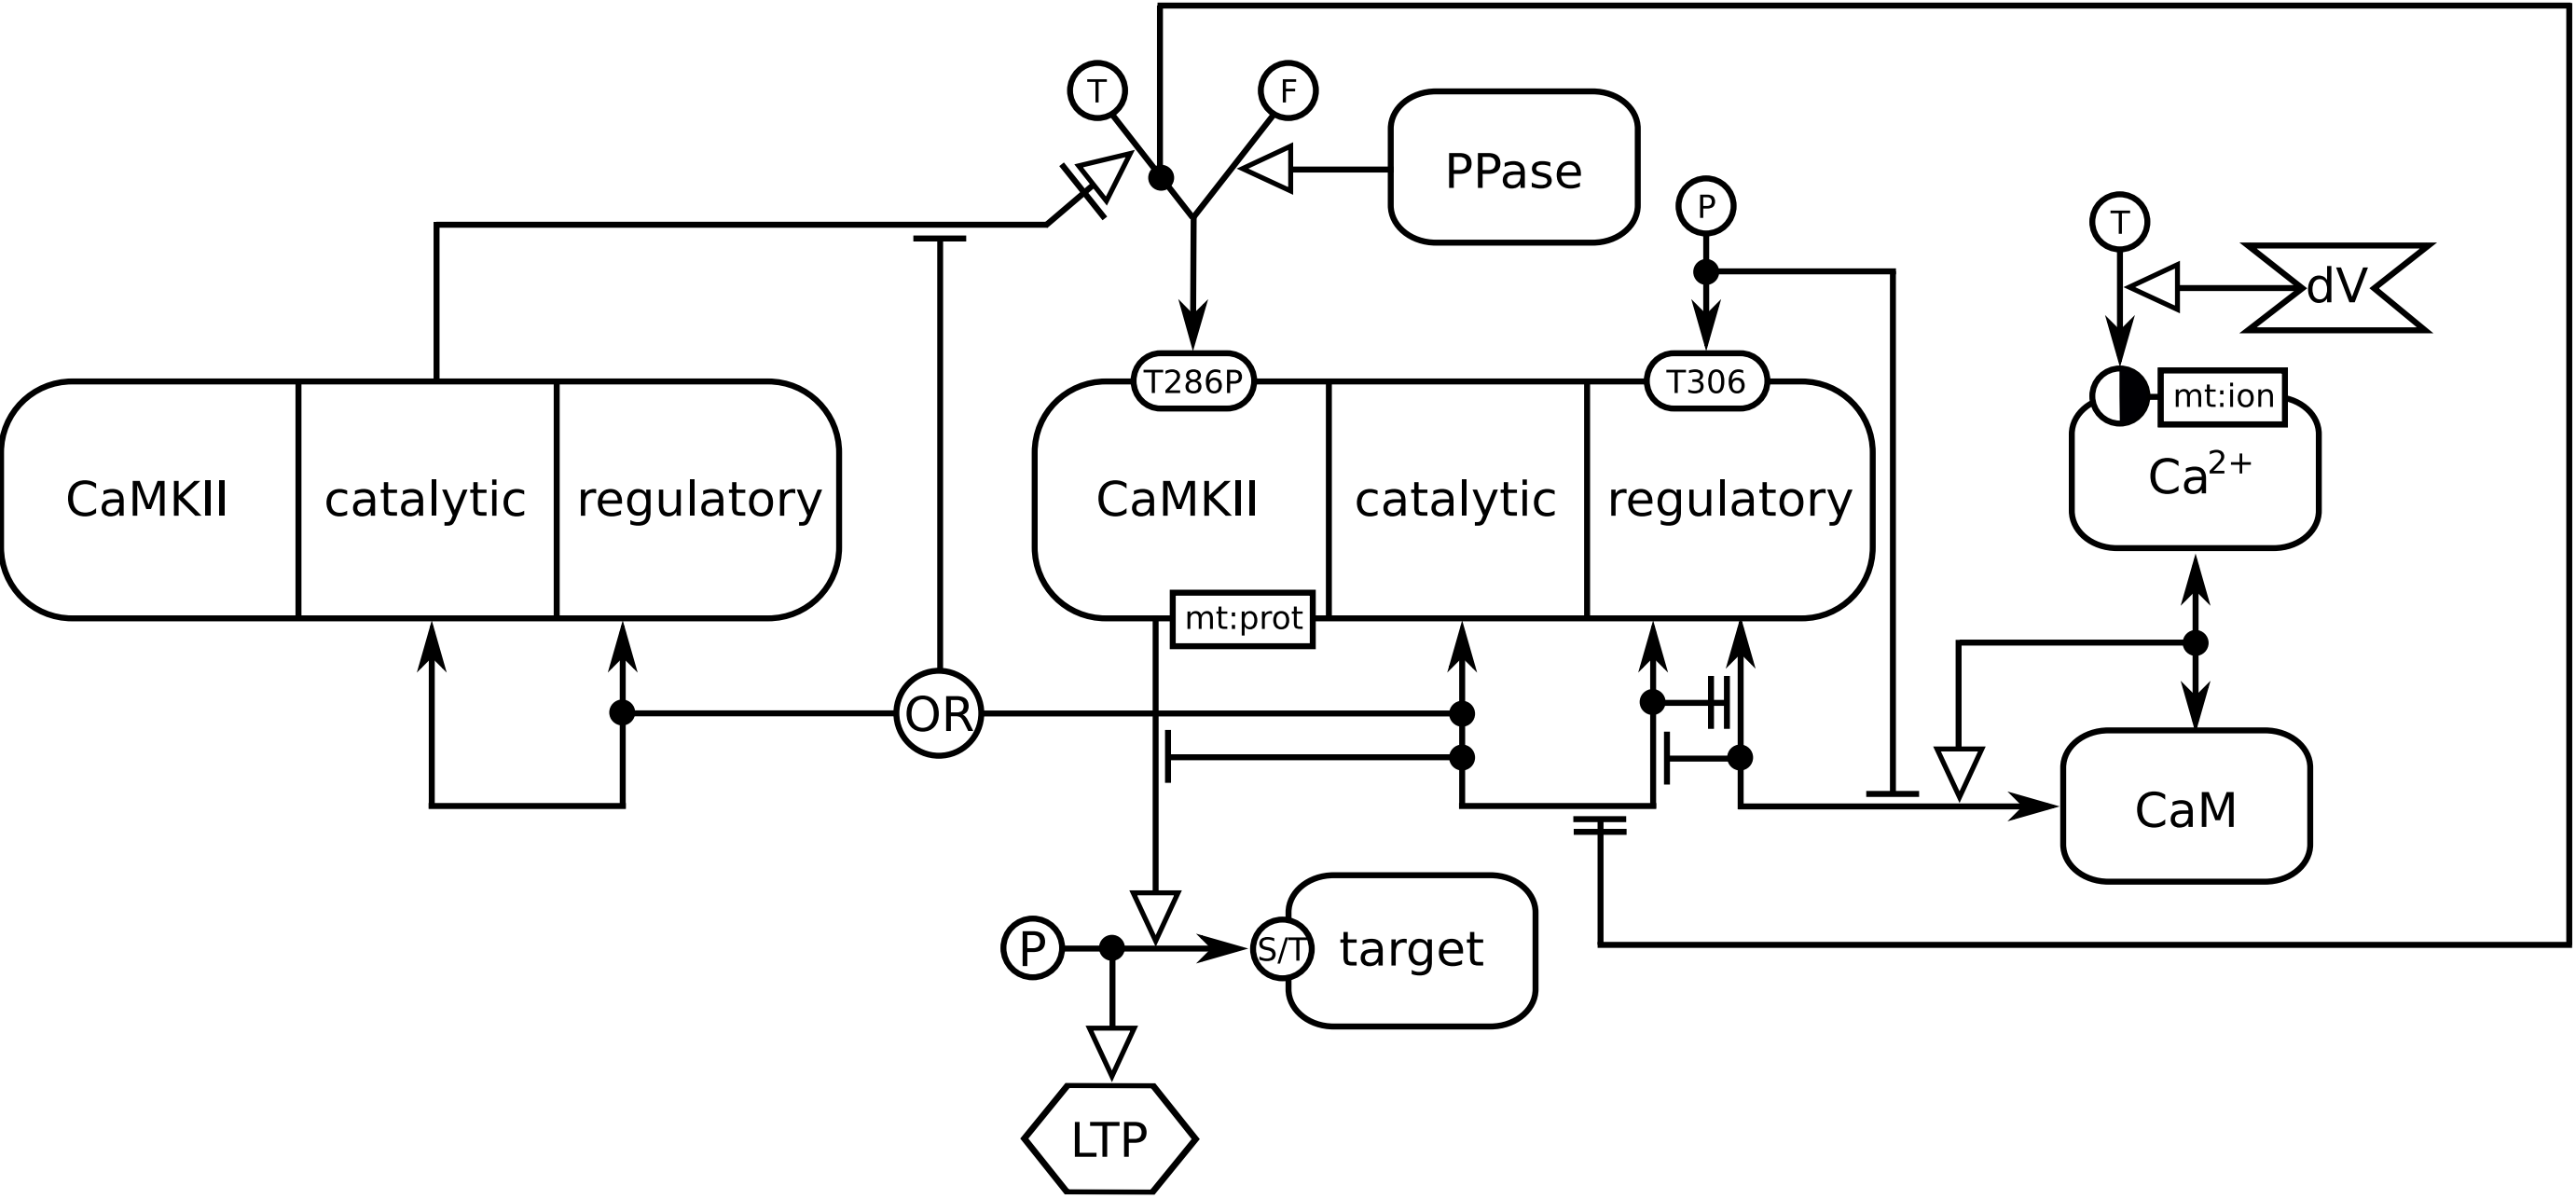 T
F
PPase
P
T
dV
T286P
T306
mt:ion
Ca²⁺
CaMKII
catalytic
regulatory
CaMKII
catalytic
regulatory
mt:prot
OR
CaM
P
S/T
target
LTP